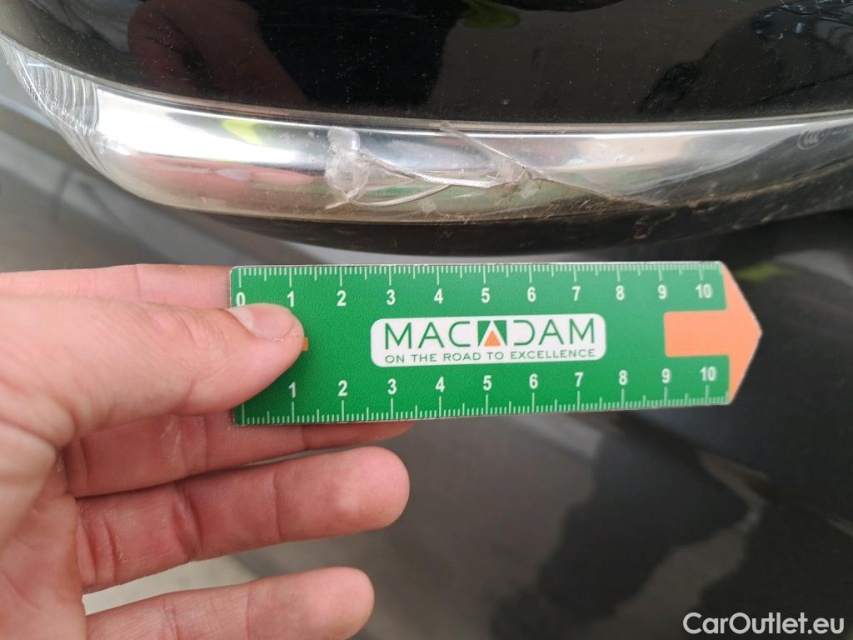 0 1 2 3 4 5 6 7 8 9 10
MACADAM
ON THE ROAD TO EXCELLENCE
1 2 3 4 5 6 7 8 9 10
CarOutlet.eu